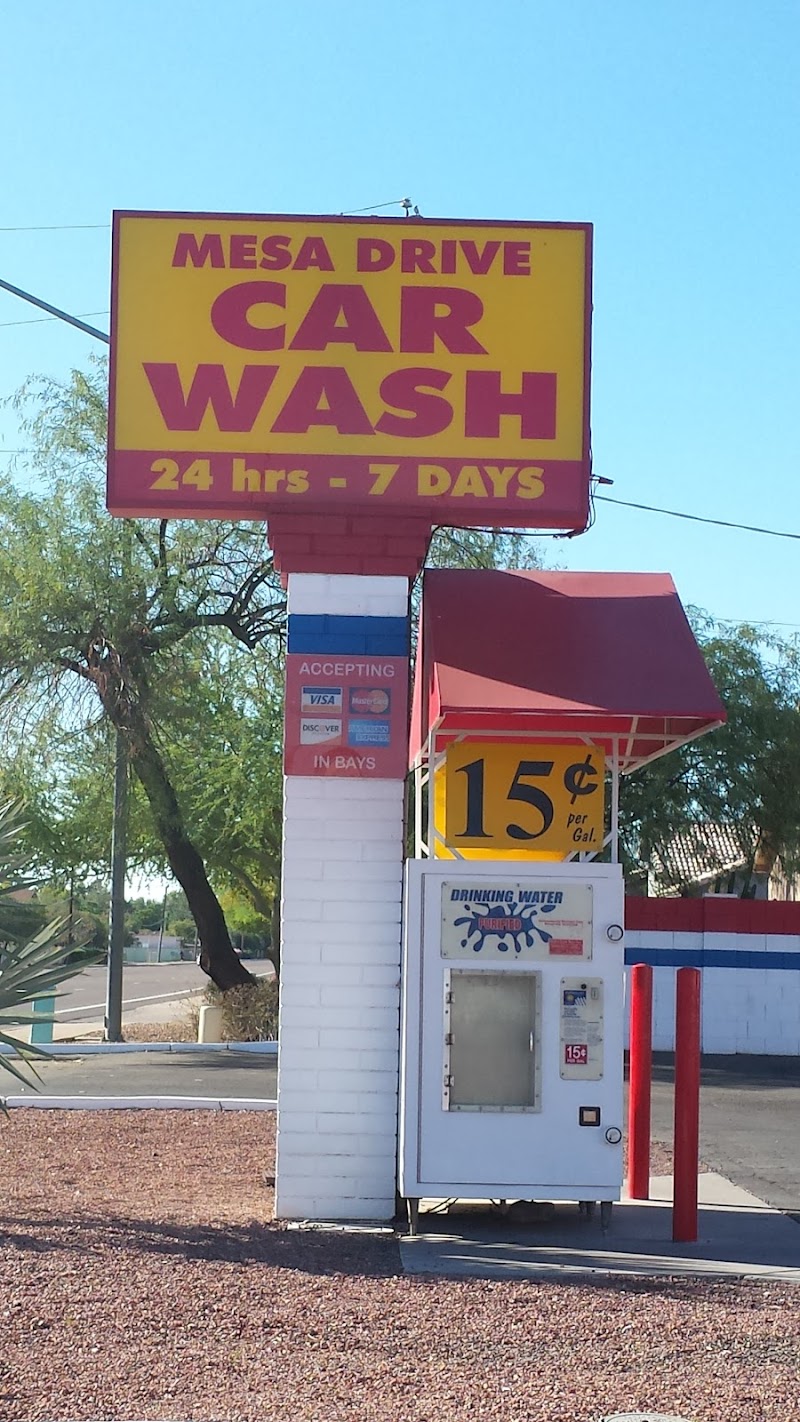 MESA DRIVE
CAR
WASH
24 hrs - 7 DAYS
ACCEPTING
VISA MasterCard
DISCOVER AMERICAN EXPRESS
IN BAYS
15¢
per
Gal.
DRINKING WATER
PURIFIED
15¢